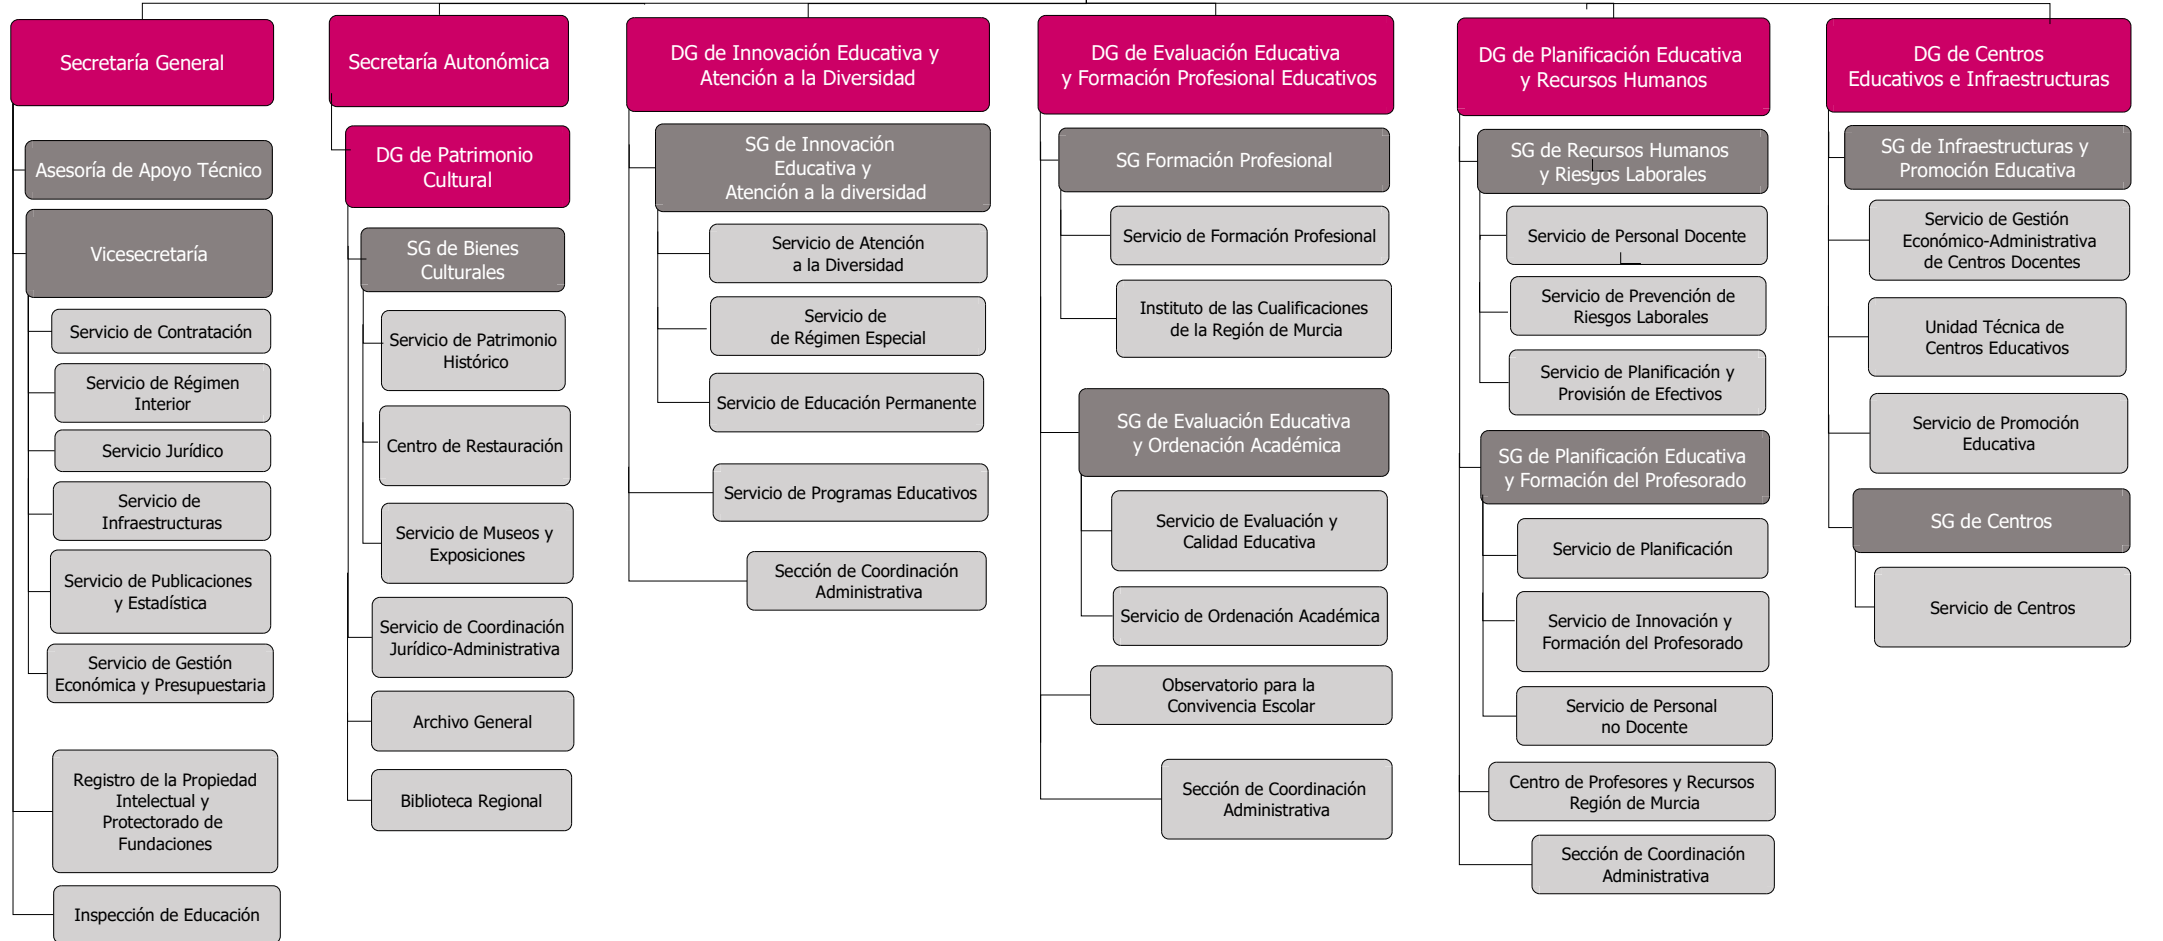 Secretaría General
Asesoría de Apoyo Técnico
Vicesecretaría
Servicio de Contratación
Servicio de Régimen
Interior
Servicio Jurídico
Servicio de
Infraestructuras
Servicio de Publicaciones
y Estadística
Servicio de Gestión
Económica y Presupuestaria
Registro de la Propiedad
Intelectual y
Protectorado de
Fundaciones
Inspección de Educación
Secretaría Autonómica
DG de Patrimonio
Cultural
SG de Bienes
Culturales
Servicio de Patrimonio
Histórico
Centro de Restauración
Servicio de Museos y
Exposiciones
Servicio de Coordinación
Jurídico-Administrativa
Archivo General
Biblioteca Regional
DG de Innovación Educativa y
Atención a la Diversidad
SG de Innovación
Educativa y
Atención a la diversidad
Servicio de Atención
a la Diversidad
Servicio de
de Régimen Especial
Servicio de Educación Permanente
Servicio de Programas Educativos
Sección de Coordinación
Administrativa
DG de Evaluación Educativa
y Formación Profesional Educativos
SG Formación Profesional
Servicio de Formación Profesional
Instituto de las Cualificaciones
de la Región de Murcia
SG de Evaluación Educativa
y Ordenación Académica
Servicio de Evaluación y
Calidad Educativa
Servicio de Ordenación Académica
Observatorio para la
Convivencia Escolar
Sección de Coordinación
Administrativa
DG de Planificación Educativa
y Recursos Humanos
SG de Recursos Humanos
y Riesgos Laborales
Servicio de Personal Docente
Servicio de Prevención de
Riesgos Laborales
Servicio de Planificación y
Provisión de Efectivos
SG de Planificación Educativa
y Formación del Profesorado
Servicio de Planificación
Servicio de Innovación y
Formación del Profesorado
Servicio de Personal
no Docente
Centro de Profesores y Recursos
Región de Murcia
Sección de Coordinación
Administrativa
DG de Centros
Educativos e Infraestructuras
SG de Infraestructuras y
Promoción Educativa
Servicio de Gestión
Económico-Administrativa
de Centros Docentes
Unidad Técnica de
Centros Educativos
Servicio de Promoción
Educativa
SG de Centros
Servicio de Centros